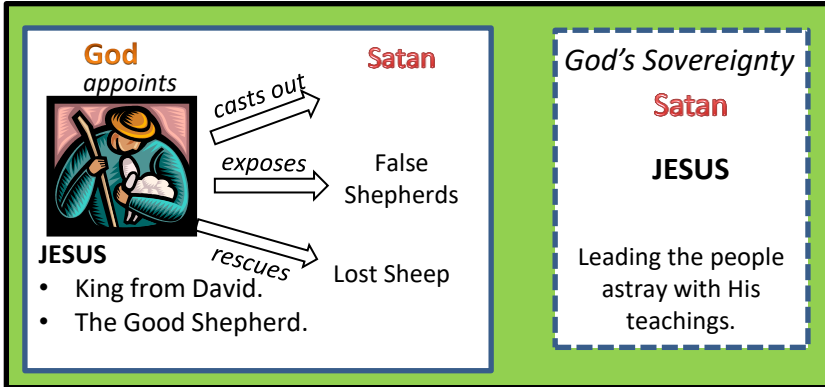 God
appoints
Satan
casts out
exposes
False
Shepherds
rescues
Lost Sheep
JESUS
• King from David.
• The Good Shepherd.
God’s Sovereignty
Satan
JESUS
Leading the people
astray with His
teachings.